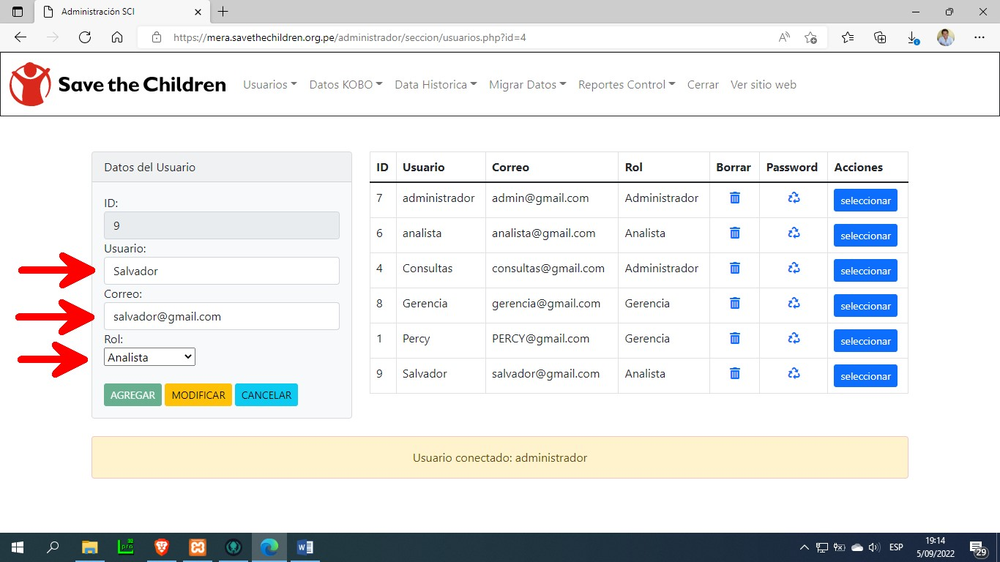 Administración SCI
https://mera.savethechildren.org.pe/administrador/seccion/usuarios.php?id=4
Save the Children Usuarios Datos KOBO Data Historica Migrar Datos Reportes Control Cerrar Ver sitio web
Datos del Usuario
ID:
9
Usuario:
Salvador
Correo:
salvador@gmail.com
Rol:
Analista
AGREGAR MODIFICAR CANCELAR
ID Usuario Correo Rol Borrar Password Acciones
7 administrador admin@gmail.com Administrador seleccionar
6 analista analista@gmail.com Analista seleccionar
4 Consultas consultas@gmail.com Administrador seleccionar
8 Gerencia gerencia@gmail.com Gerencia seleccionar
1 Percy PERCY@gmail.com Gerencia seleccionar
9 Salvador salvador@gmail.com Analista seleccionar
Usuario conectado: administrador
ESP
19:14
5/09/2022
29